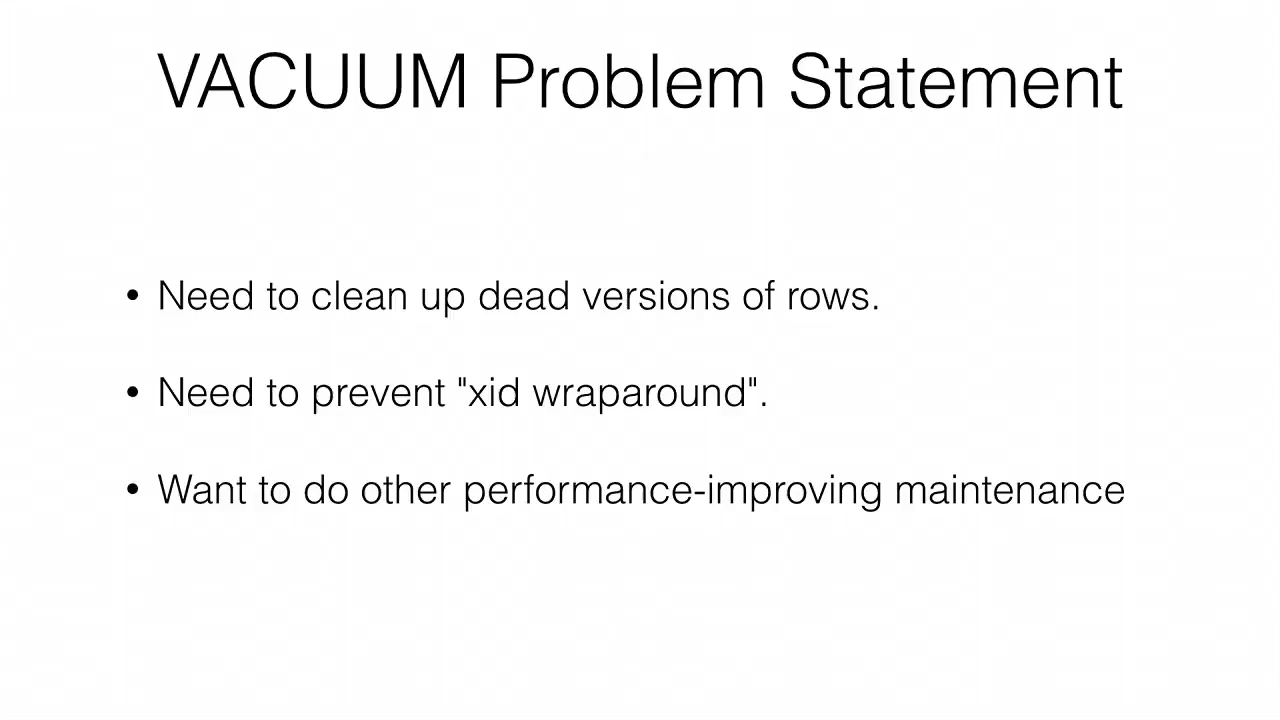 VACUUM Problem Statement
• Need to clean up dead versions of rows.
• Need to prevent "xid wraparound".
• Want to do other performance-improving maintenance